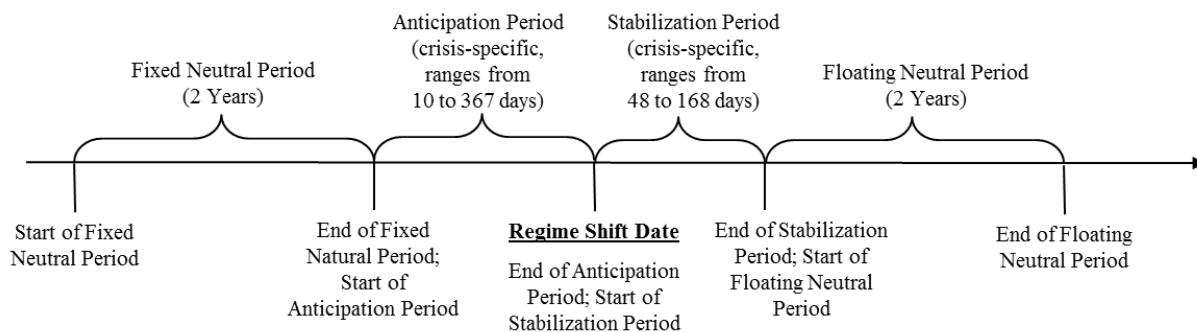 Fixed Neutral Period
(2 Years)
Anticipation Period
(crisis-specific,
ranges from
10 to 367 days)
Stabilization Period
(crisis-specific,
ranges from
48 to 168 days)
Floating Neutral Period
(2 Years)
Start of Fixed
Neutral Period
End of Fixed
Natural Period;
Start of
Anticipation Period
Regime Shift Date
End of Anticipation
Period; Start of
Stabilization Period
End of Stabilization
Period; Start of
Floating Neutral
Period
End of Floating
Neutral Period